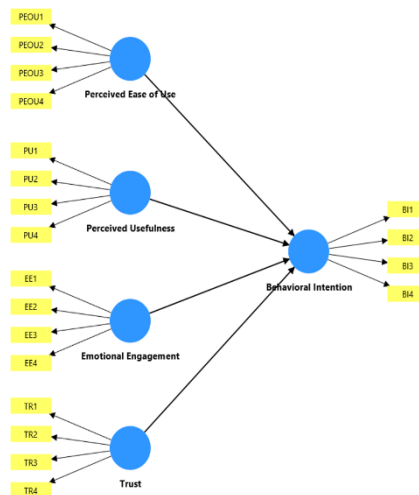 PEOU1
PEOU2
PEOU3
PEOU4
Perceived Ease of Use
PU1
PU2
PU3
PU4
Perceived Usefulness
EE1
EE2
EE3
EE4
Emotional Engagement
TR1
TR2
TR3
TR4
Trust
BI1
BI2
BI3
BI4
Behavioral Intention